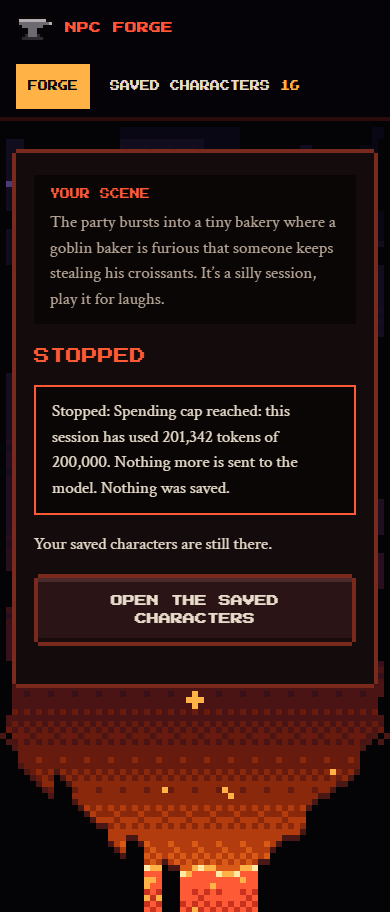 NPC FORGE
FORGE
SAVED CHARACTERS 16
YOUR SCENE
The party bursts into a tiny bakery where a
goblin baker is furious that someone keeps
stealing his croissants. It's a silly session,
play it for laughs.
STOPPED
Stopped: Spending cap reached: this
session has used 201,342 tokens of
200,000. Nothing more is sent to the
model. Nothing was saved.
Your saved characters are still there.
OPEN THE SAVED
CHARACTERS